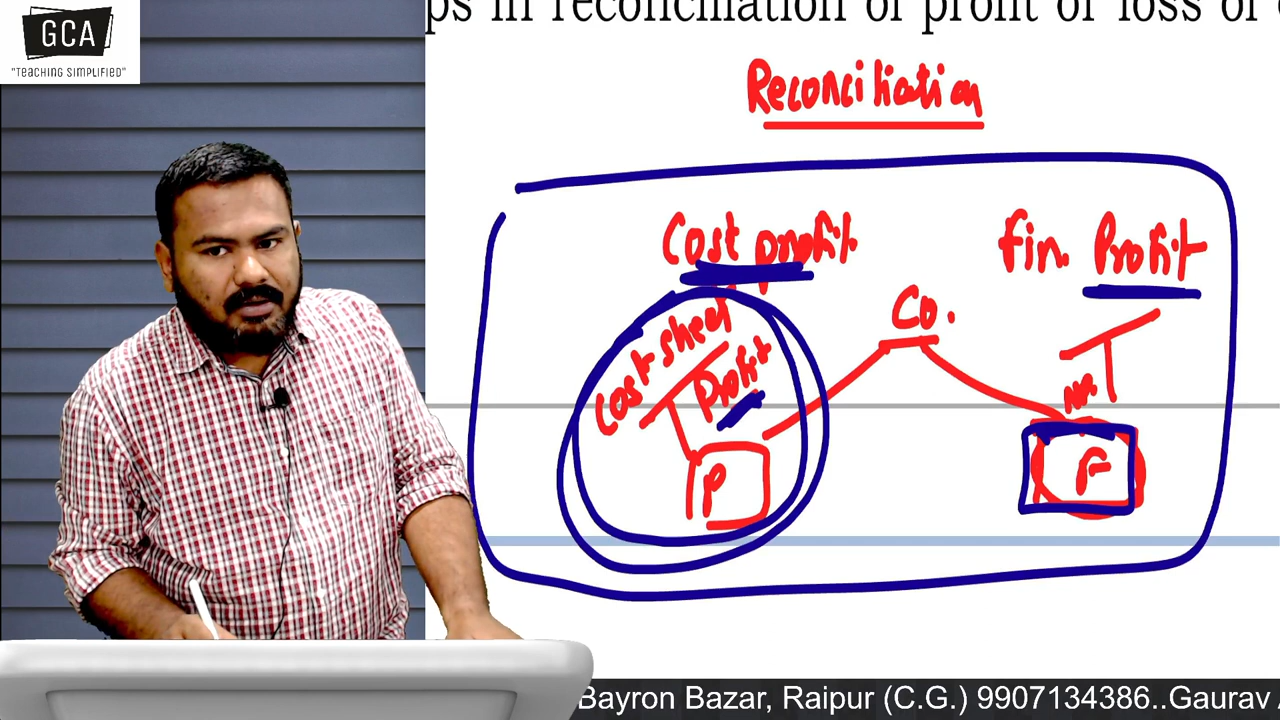 GCA
"TEACHING SIMPLIFIED"
ps in reconciliation of profit or loss of
Reconciliation
Cost profit
fin. Profit
Co.
Cost sheet
Profit
P
F
Bayron Bazar, Raipur (C.G.) 9907134386..Gaurav